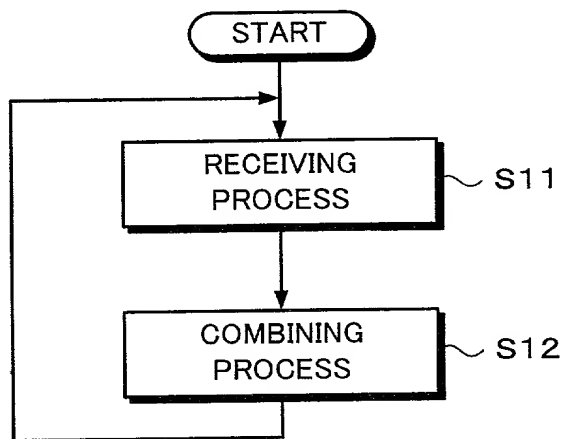 START
RECEIVING
PROCESS
S11
COMBINING
PROCESS
S12